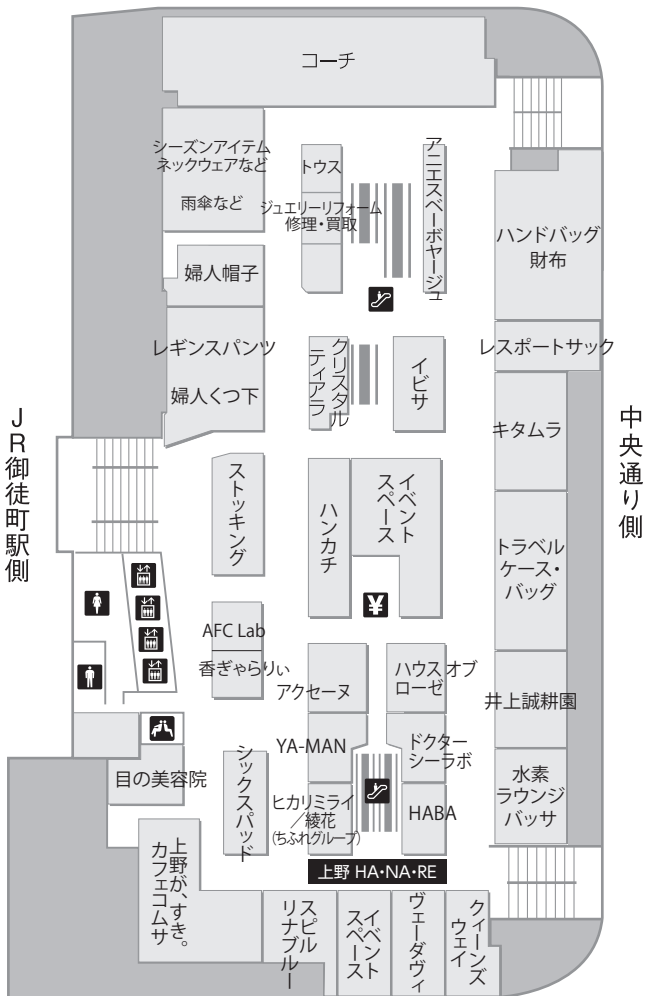 コーチ
シーズンアイテム
ネックウェアなど
雨傘など
トウス
ジュエリーリフォーム
修理・買取
アニエスベーボヤージュ
ハンドバッグ
財布
婦人帽子
レギンスパンツ
婦人くつ下
クリスタル
ティアラ
イビサ
レスポートサック
キタムラ
JR御徒町駅側
中央通り側
ストッキング
ハンカチ
イベント
スペース
トラベル
ケース・
バッグ
¥
AFC Lab
香ぎゃらりぃ
アクセーヌ
ハウス オブ
ローゼ
井上誠耕園
YA-MAN
ドクター
シーラボ
目の美容院
シックスパッド
ヒカリミライ
／綾花
(ちふれグループ)
HABA
水素
ラウンジ
バッサ
上野 HA・NA・RE
上野が、すき。
カフェコムサ
スピル
リナブルー
イベント
スペース
ヴェーダヴィ
クィーンズ
ウェイ